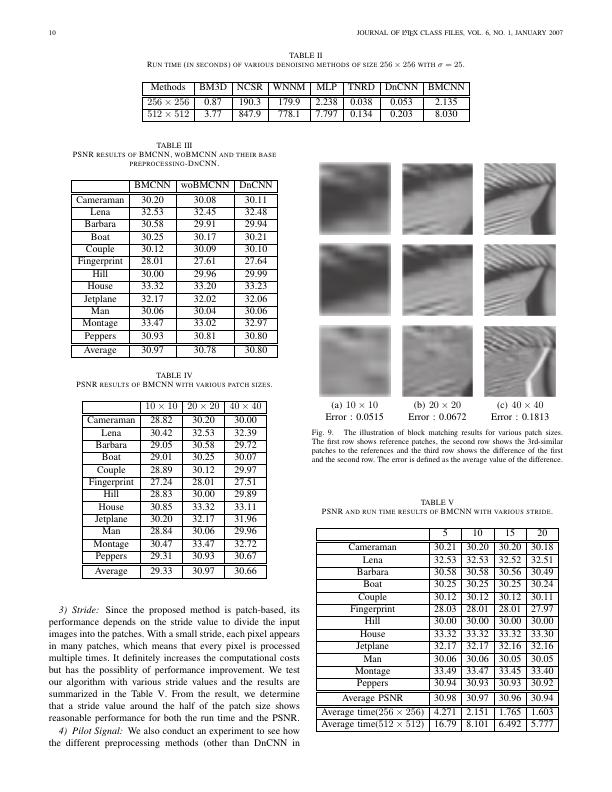 10
JOURNAL OF LATEX CLASS FILES, VOL. 6, NO. 1, JANUARY 2007
TABLE II
RUN TIME (IN SECONDS) OF VARIOUS DENOISING METHODS OF SIZE 256 × 256 WITH σ = 25.
Methods BM3D NCSR WNNM MLP TNRD DnCNN BMCNN
256 × 256 0.87 190.3 179.9 2.238 0.038 0.053 2.135
512 × 512 3.77 847.9 778.1 7.797 0.134 0.203 8.030
TABLE III
PSNR RESULTS OF BMCNN, WOBMCNN AND THEIR BASE
PREPROCESSING-DNCNN.
BMCNN woBMCNN DnCNN
Cameraman 30.20 30.08 30.11
Lena 32.53 32.45 32.48
Barbara 30.58 29.91 29.94
Boat 30.25 30.17 30.21
Couple 30.12 30.09 30.10
Fingerprint 28.01 27.61 27.64
Hill 30.00 29.96 29.99
House 33.32 33.20 33.23
Jetplane 32.17 32.02 32.06
Man 30.06 30.04 30.06
Montage 33.47 33.02 32.97
Peppers 30.93 30.81 30.80
Average 30.97 30.78 30.80
TABLE IV
PSNR RESULTS OF BMCNN WITH VARIOUS PATCH SIZES.
10 × 10 20 × 20 40 × 40
Cameraman 28.82 30.20 30.00
Lena 30.42 32.53 32.39
Barbara 29.05 30.58 29.72
Boat 29.01 30.25 30.07
Couple 28.89 30.12 29.97
Fingerprint 27.24 28.01 27.51
Hill 28.83 30.00 29.89
House 30.85 33.32 33.11
Jetplane 30.20 32.17 31.96
Man 28.84 30.06 29.96
Montage 30.47 33.47 32.72
Peppers 29.31 30.93 30.67
Average 29.33 30.97 30.66
3) Stride: Since the proposed method is patch-based, its
performance depends on the stride value to divide the input
images into the patches. With a small stride, each pixel appears
in many patches, which means that every pixel is processed
multiple times. It definitely increases the computational costs
but has the possiblity of performance improvement. We test
our algorithm with various stride values and the results are
summarized in the Table V. From the result, we determine
that a stride value around the half of the patch size shows
reasonable performance for both the run time and the PSNR.
4) Pilot Signal: We also conduct an experiment to see how
the different preprocessing methods (other than DnCNN in
(a) 10 × 10 (b) 20 × 20 (c) 40 × 40
Error : 0.0515 Error : 0.0672 Error : 0.1813
Fig. 9. The illustration of block matching results for various patch sizes.
The first row shows reference patches, the second row shows the 3rd-similar
patches to the references and the third row shows the difference of the first
and the second row. The error is defined as the average value of the difference.
TABLE V
PSNR AND RUN TIME RESULTS OF BMCNN WITH VARIOUS STRIDE.
5 10 15 20
Cameraman 30.21 30.20 30.20 30.18
Lena 32.53 32.53 32.52 32.51
Barbara 30.58 30.58 30.56 30.49
Boat 30.25 30.25 30.25 30.24
Couple 30.12 30.12 30.12 30.11
Fingerprint 28.03 28.01 28.01 27.97
Hill 30.00 30.00 30.00 30.00
House 33.32 33.32 33.32 33.30
Jetplane 32.17 32.17 32.16 32.16
Man 30.06 30.06 30.05 30.05
Montage 33.49 33.47 33.45 33.40
Peppers 30.94 30.93 30.93 30.92
Average PSNR 30.98 30.97 30.96 30.94
Average time(256 × 256) 4.271 2.151 1.765 1.603
Average time(512 × 512) 16.79 8.101 6.492 5.777